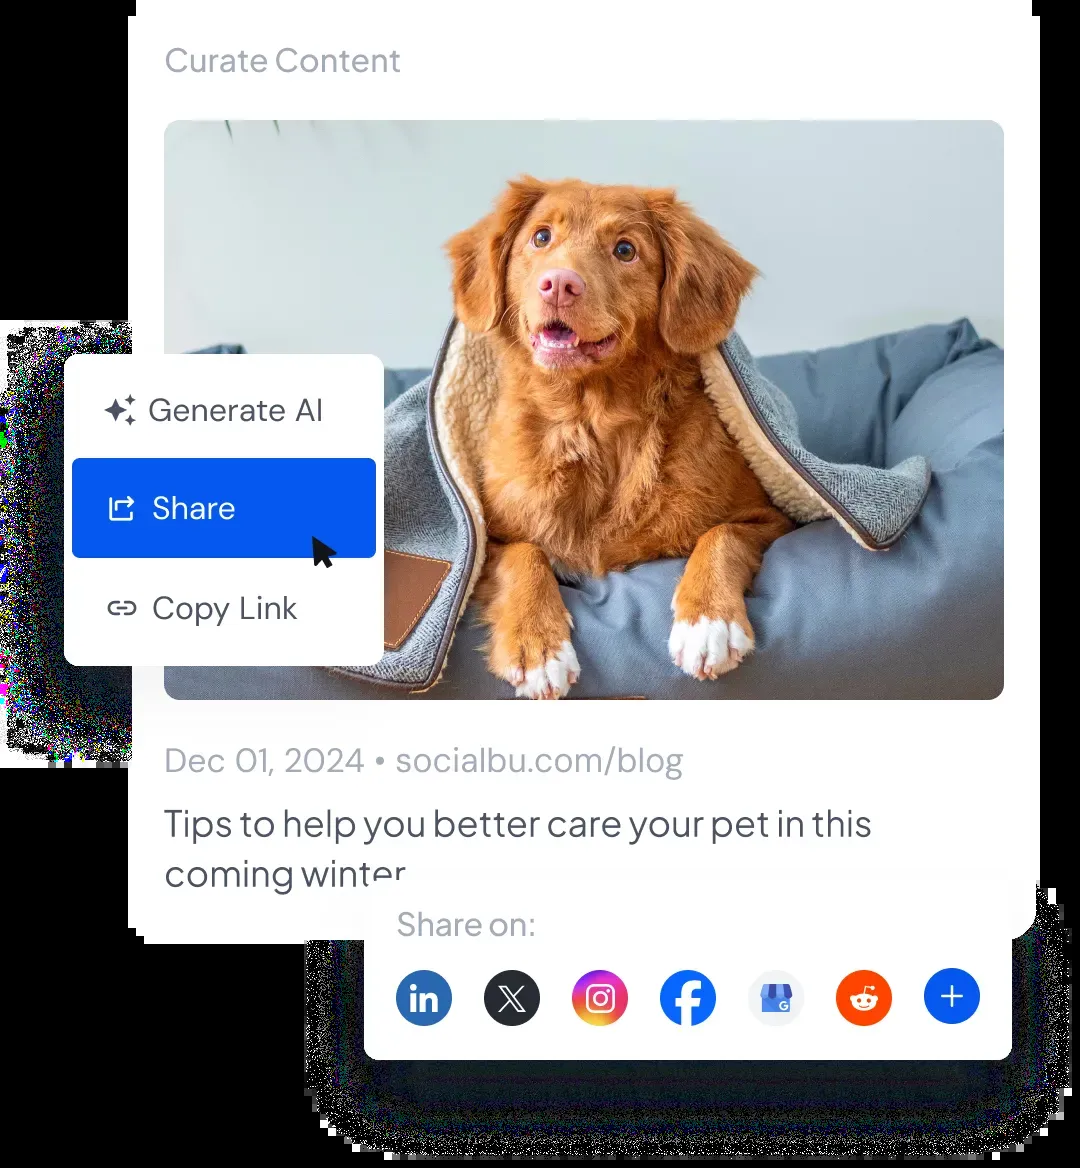 Curate Content
Generate AI
Share
Copy Link
Dec 01, 2024 • socialbu.com/blog
Tips to help you better care your pet in this
coming winter
Share on:
in
X
f
G